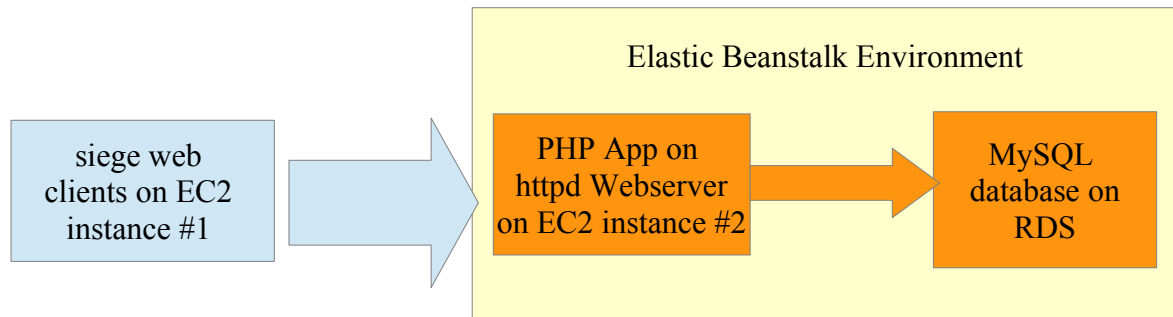 Elastic Beanstalk Environment
siege web
clients on EC2
instance #1
PHP App on
httpd Webserver
on EC2 instance #2
MySQL
database on
RDS